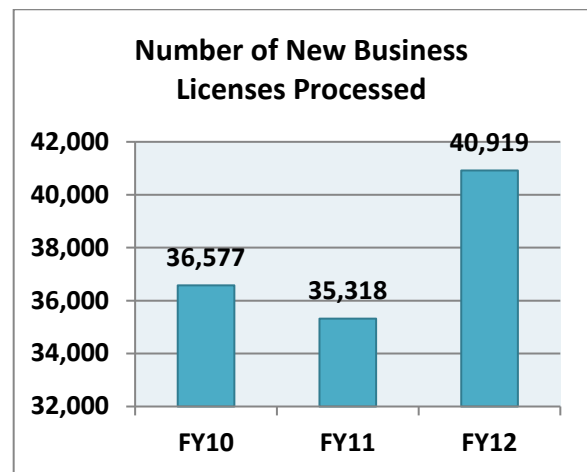 Number of New Business
Licenses Processed
42,000
40,000
38,000
36,000
34,000
32,000
36,577
35,318
40,919
FY10
FY11
FY12